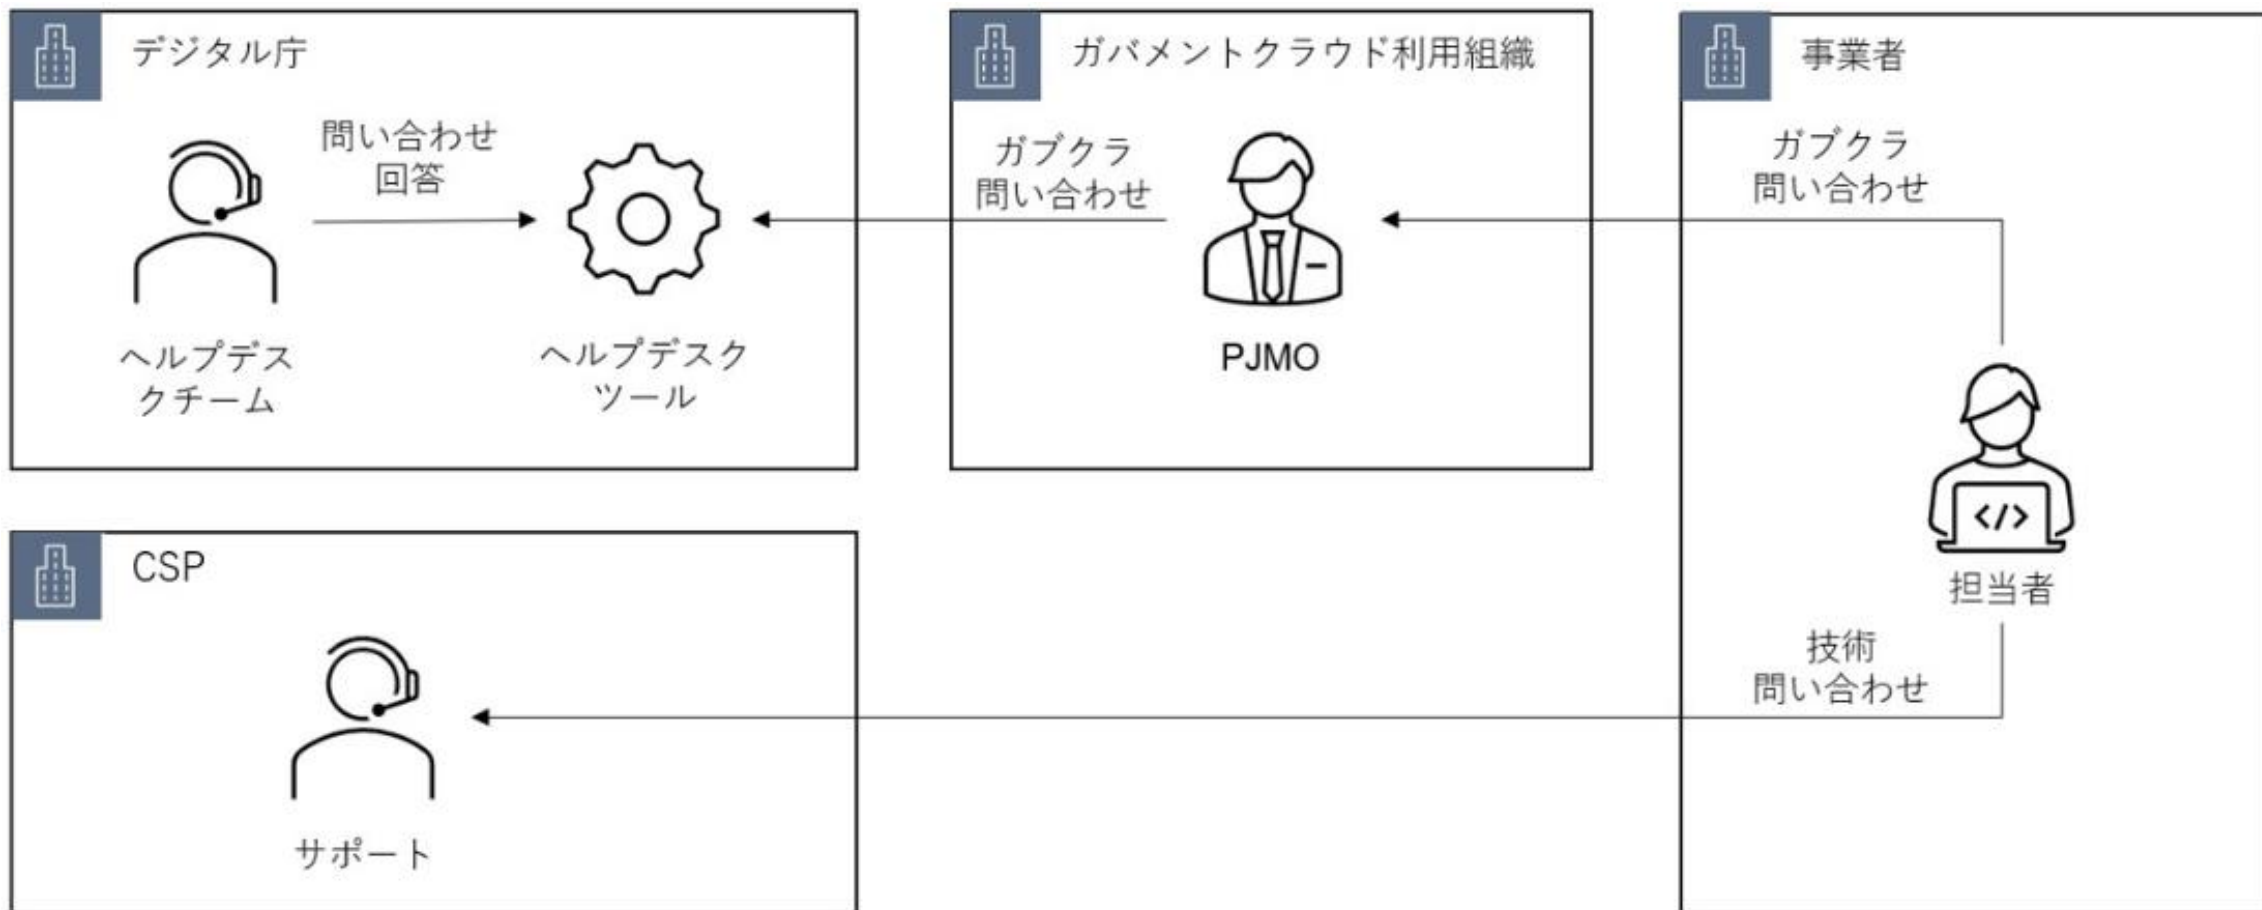 デジタル庁
問い合わせ
回答
ヘルプデス
クチーム
ヘルプデスク
ツール
ガバメントクラウド利用組織
ガブクラ
問い合わせ
PJMO
事業者
ガブクラ
問い合わせ
</>
担当者
技術
問い合わせ
CSP
サポート